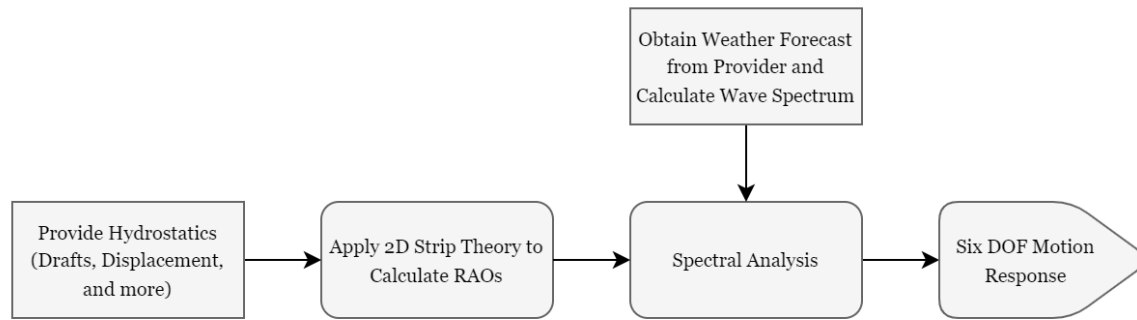 Obtain Weather Forecast
from Provider and
Calculate Wave Spectrum
Provide Hydrostatics
(Drafts, Displacement,
and more)
Apply 2D Strip Theory to
Calculate RAOs
Spectral Analysis
Six DOF Motion
Response